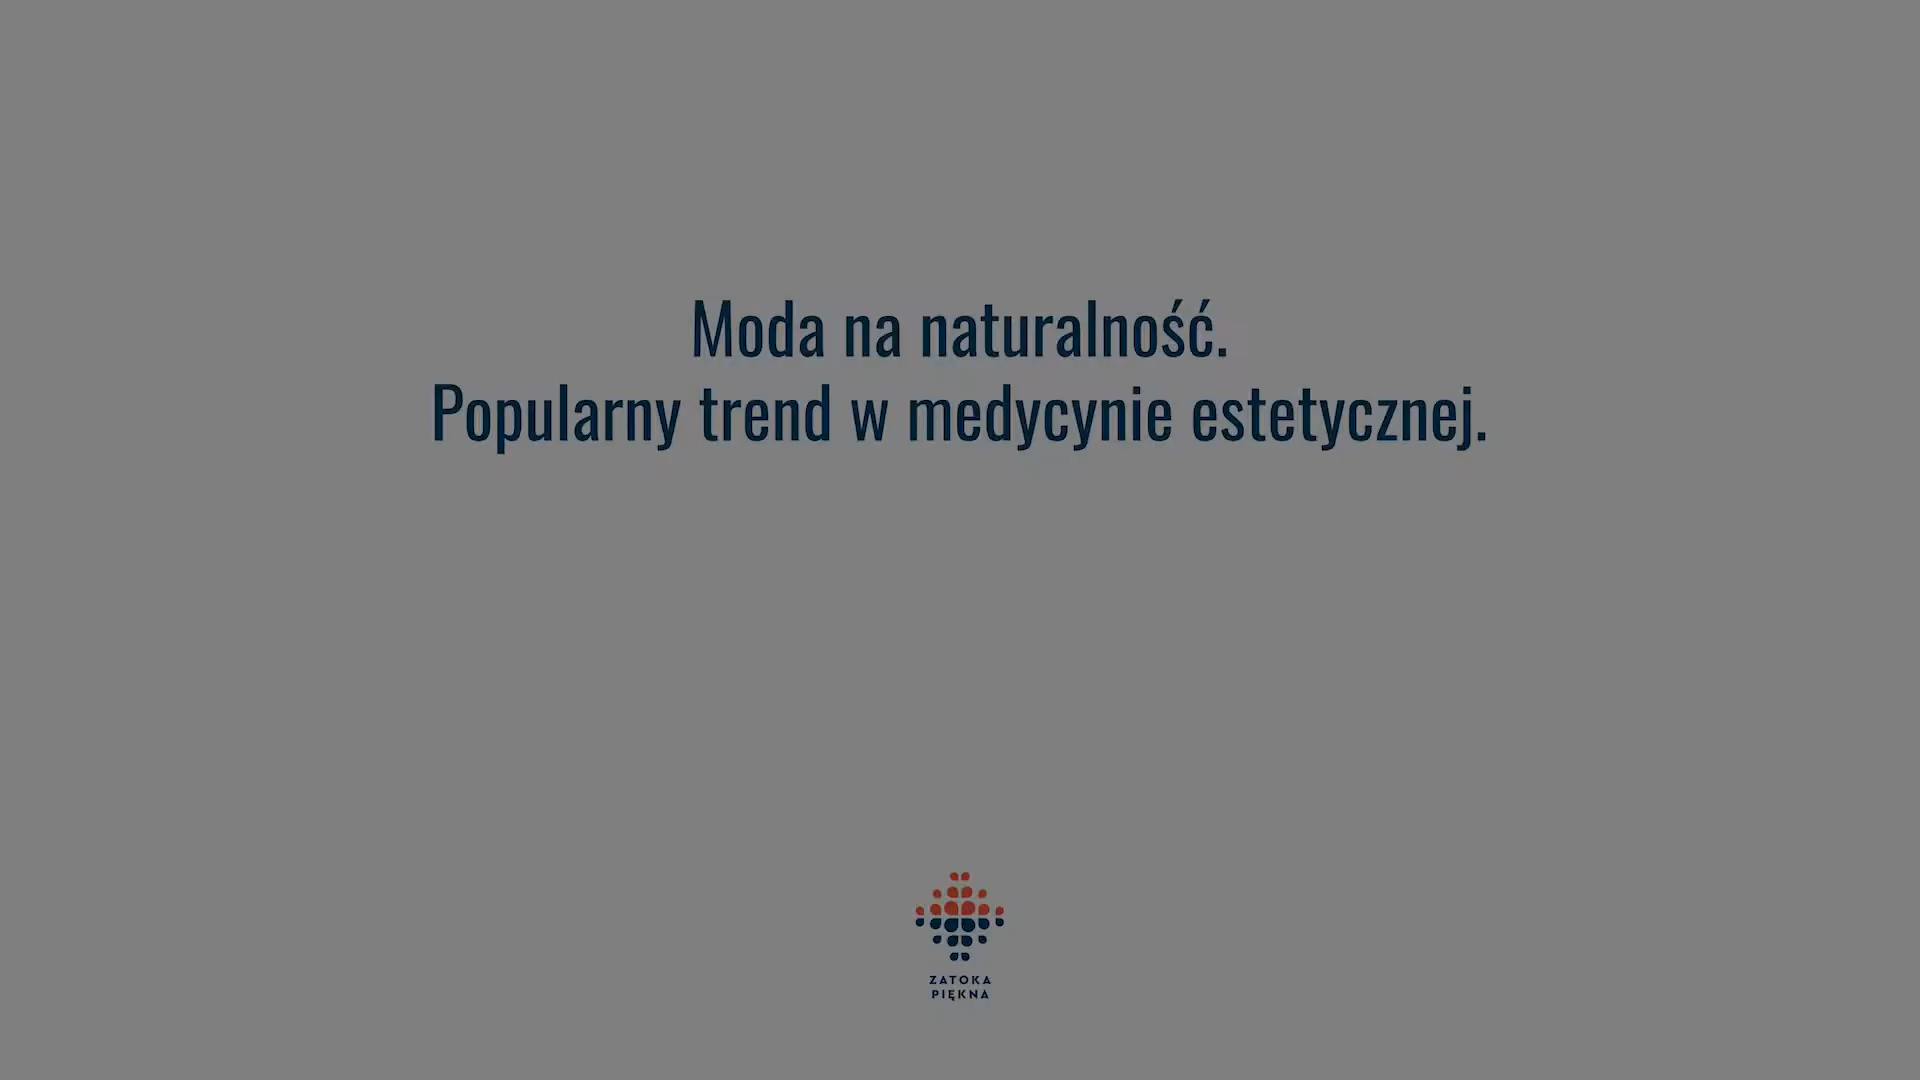 Moda na naturalność.
Popularny trend w medycynie estetycznej.
ZATOKA
PIĘKNA